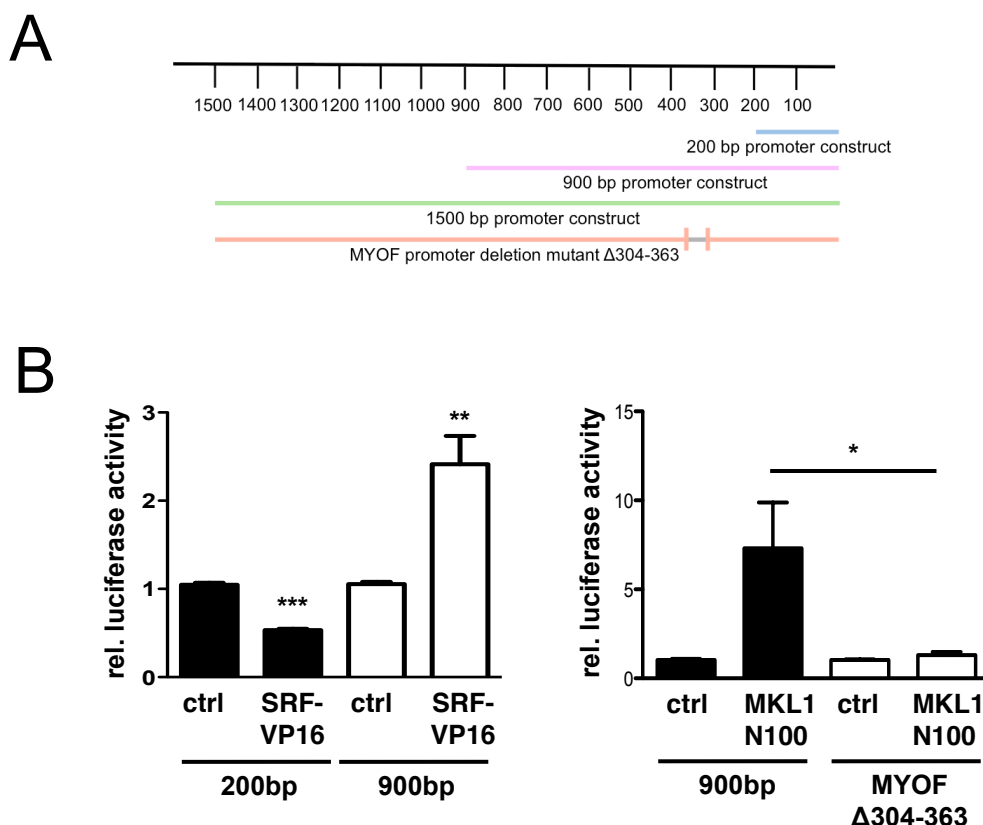 A
1500 1400 1300 1200 1100 1000 900 800 700 600 500 400 300 200 100
200 bp promoter construct
900 bp promoter construct
1500 bp promoter construct
MYOF promoter deletion mutant Δ304-363
B
rel. luciferase activity
3
2
1
0
***
**
ctrl
SRF-
VP16
ctrl
SRF-
VP16
200bp
900bp
rel. luciferase activity
15
10
5
0
*
ctrl
MKL1
N100
ctrl
MKL1
N100
900bp
MYOF
Δ304-363